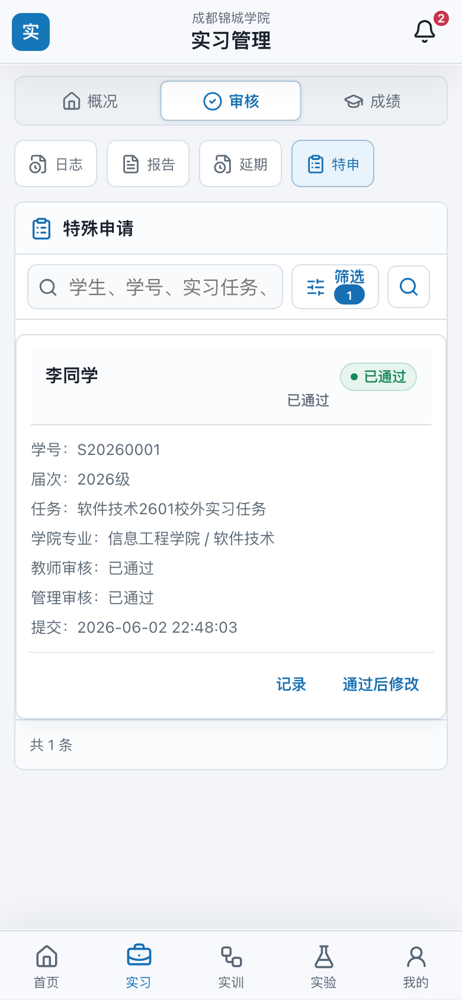 实
成都锦城学院
实习管理
2
概况
审核
成绩
日志
报告
延期
特申
特殊申请
学生、学号、实习任务、
筛选
1
李同学
已通过
已通过
学号：S20260001
届次：2026级
任务：软件技术2601校外实习任务
学院专业：信息工程学院 / 软件技术
教师审核：已通过
管理审核：已通过
提交：2026-06-02 22:48:03
记录
通过后修改
共 1 条
首页
实习
实训
实验
我的